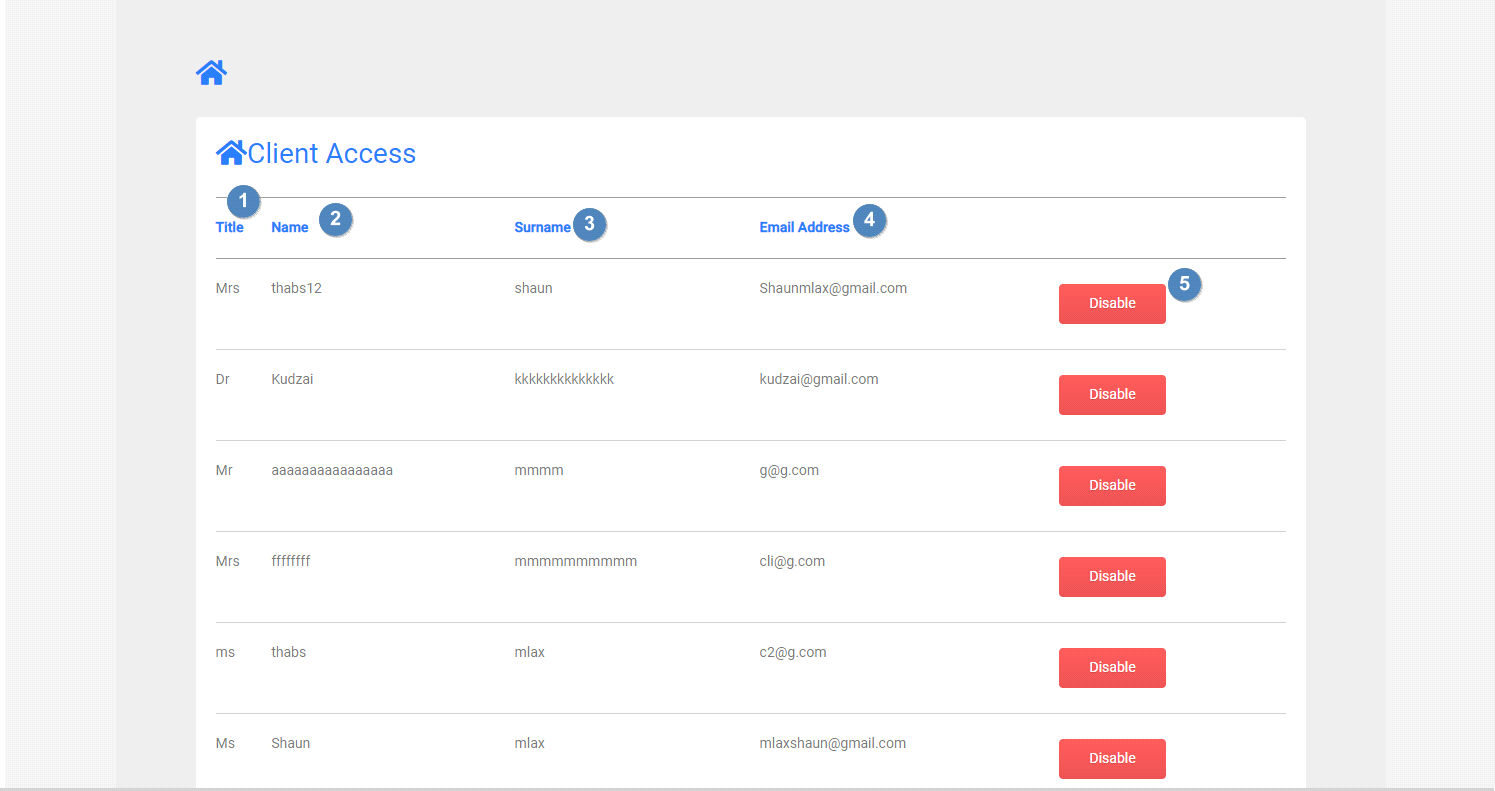 Client Access
1 2 3 4
Title Name Surname Email Address
5
Mrs thabs12 shaun Shaunmlax@gmail.com Disable
Dr Kudzai kkkkkkkkkkkkkk kudzai@gmail.com Disable
Mr aaaaaaaaaaaaaaaa mmmm g@g.com Disable
Mrs ffffffff mmmmmmmmmm cli@g.com Disable
ms thabs mlax c2@g.com Disable
Ms Shaun mlax mlaxshaun@gmail.com Disable